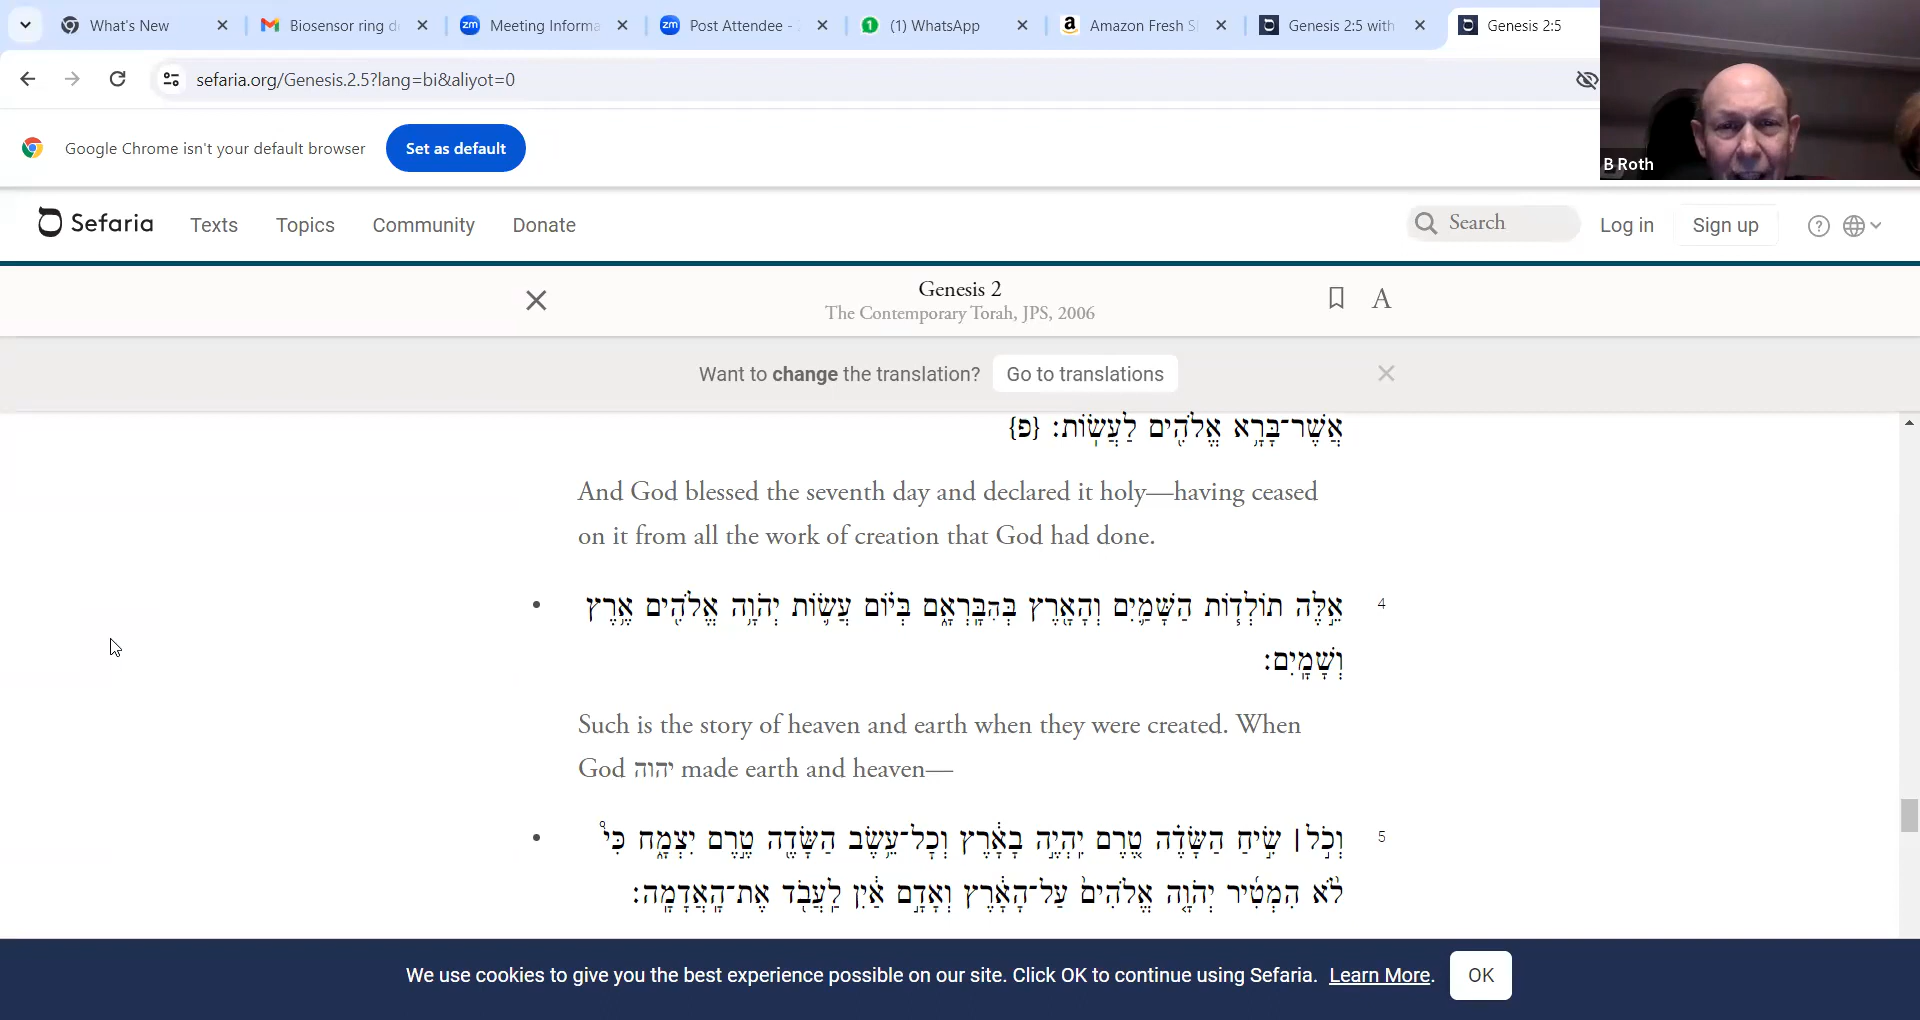 What's New
Biosensor ring d
Meeting Informa
Post Attendee -
(1) WhatsApp
Amazon Fresh S
Genesis 2:5 with
Genesis 2:5
sefaria.org/Genesis.2.5?lang=bi&aliyot=0
B Roth
Google Chrome isn't your default browser
Set as default
Sefaria
Texts
Topics
Community
Donate
Search
Log in
Sign up
Genesis 2
The Contemporary Torah, JPS, 2006
A
Want to change the translation?
Go to translations
אֲשֶׁר־בָּרָ֥א אֱלֹהִ֖ים לַעֲשֽׂוֹת׃ {פ}
And God blessed the seventh day and declared it holy—having ceased
on it from all the work of creation that God had done.
4
אֵ֣לֶּה תוֹלְד֧וֹת הַשָּׁמַ֛יִם וְהָאָ֖רֶץ בְּהִבָּֽרְאָ֑ם בְּי֗וֹם עֲשׂ֛וֹת יְהֹוָ֥ה אֱלֹהִ֖ים אֶ֥רֶץ
וְשָׁמָֽיִם׃
Such is the story of heaven and earth when they were created. When
God יהוה made earth and heaven—
5
וְכֹ֣ל ׀ שִׂ֣יחַ הַשָּׂדֶ֗ה טֶ֚רֶם יִֽהְיֶ֣ה בָאָ֔רֶץ וְכׇל־עֵ֥שֶׂב הַשָּׂדֶ֖ה טֶ֣רֶם יִצְמָ֑ח כִּי֩
לֹ֨א הִמְטִ֜יר יְהֹוָ֤ה אֱלֹהִים֙ עַל־הָאָ֔רֶץ וְאָדָ֣ם אַ֔יִן לַֽעֲבֹ֖ד אֶת־הָֽאֲדָמָֽה׃
We use cookies to give you the best experience possible on our site. Click OK to continue using Sefaria. Learn More.
OK